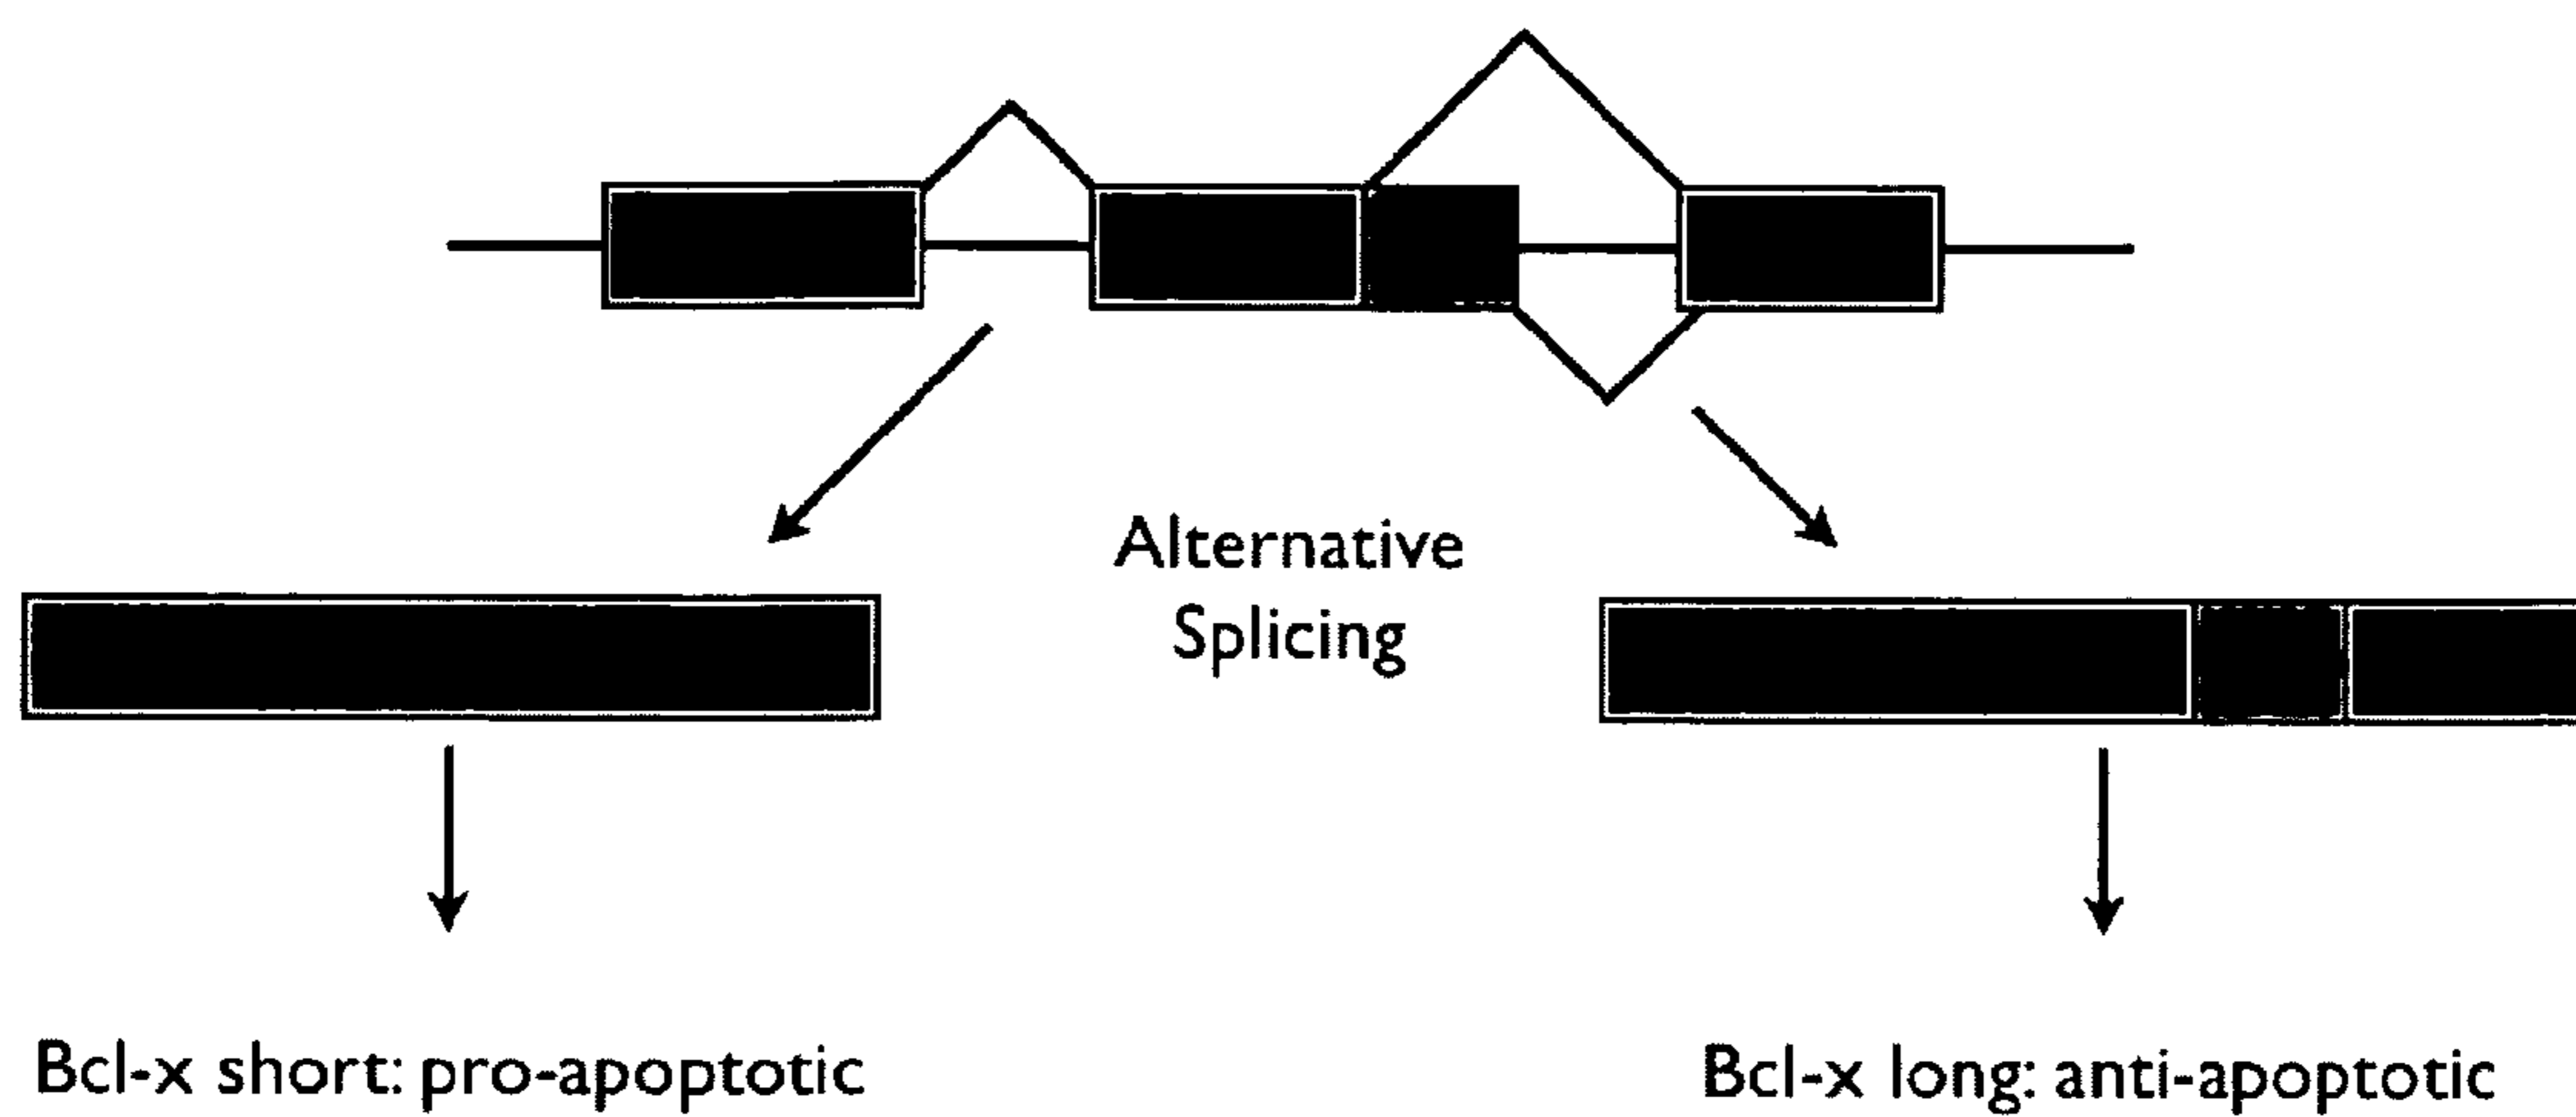 Alternative
Splicing
Bcl-x short: pro-apoptotic
Bcl-x long: anti-apoptotic